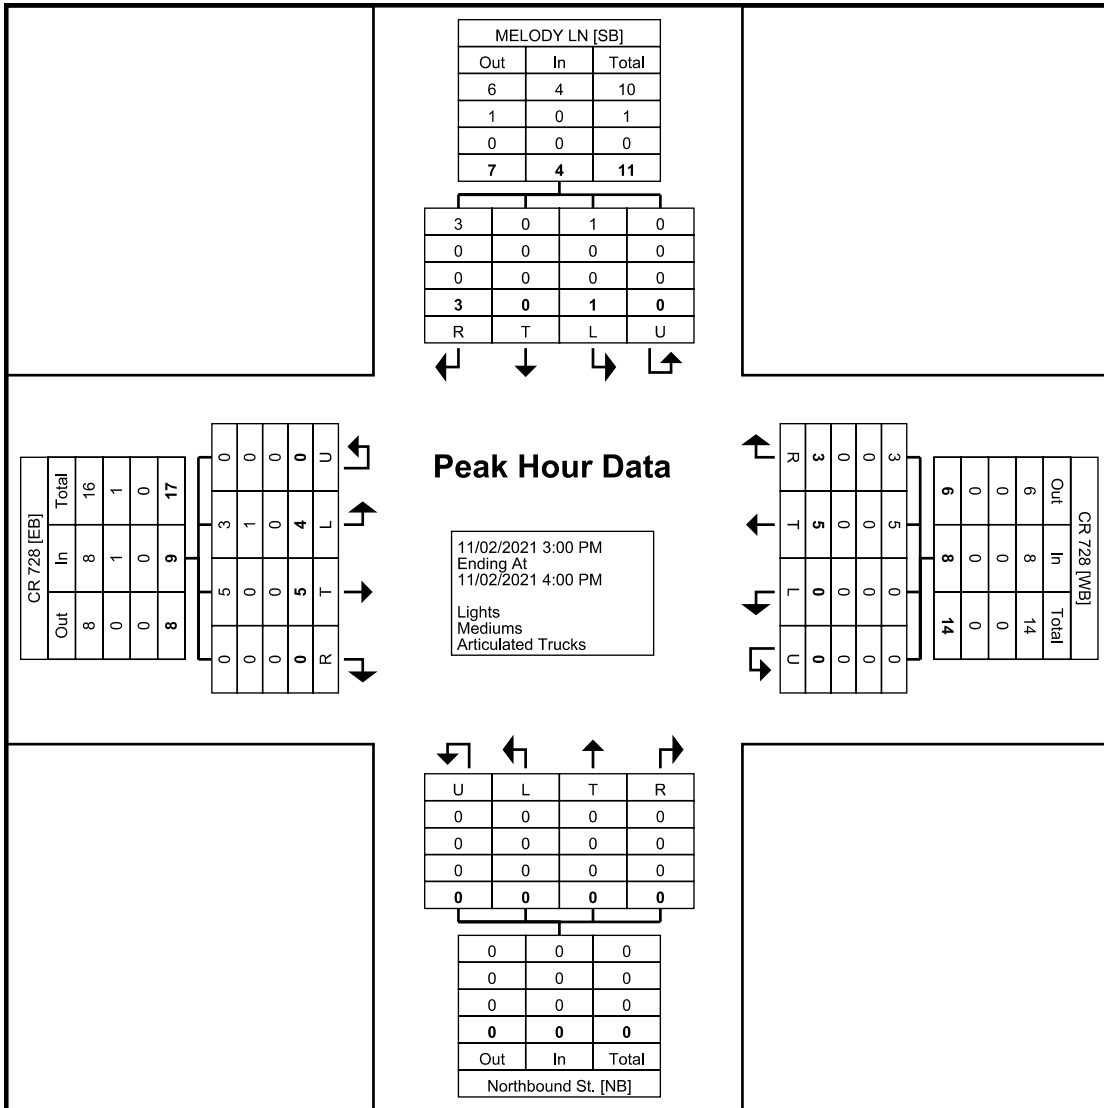 MELODY LN [SB]
Out In Total
6 4 10
1 0 1
0 0 0
7 4 11
3 0 1 0
0 0 0 0
0 0 0 0
3 0 1 0
R T L U
CR 728 [EB]
Total 16 1 0 17
In 8 1 0 9
Out 8 0 0 8
0 0 0 0 U
3 1 0 4 L
5 0 0 5 T
0 0 0 0 R
Peak Hour Data
11/02/2021 3:00 PM
Ending At
11/02/2021 4:00 PM
Lights
Mediums
Articulated Trucks
R 3 0 0 3
T 5 0 0 5
L 0 0 0 0
U 0 0 0 0
6 0 0 6 Out
8 0 0 8 In
14 0 0 14 Total
CR 728 [WB]
U L T R
0 0 0 0
0 0 0 0
0 0 0 0
0 0 0 0
0 0 0
0 0 0
0 0 0
0 0 0
Out In Total
Northbound St. [NB]